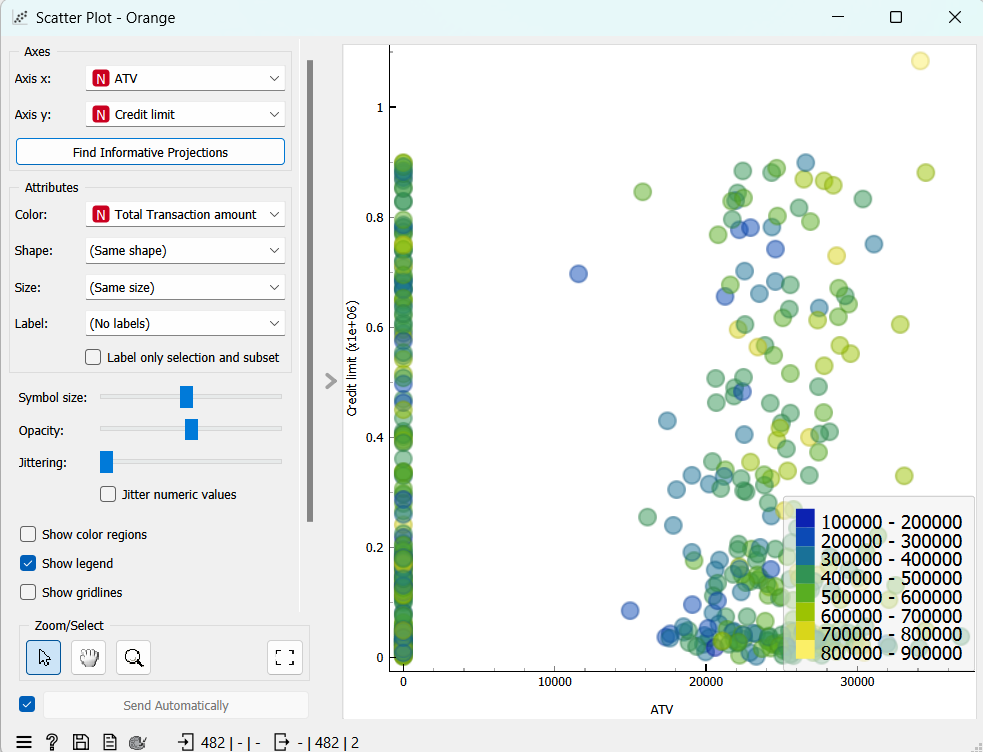 Scatter Plot - Orange
Axes
Axis x: N ATV
Axis y: N Credit limit
Find Informative Projections
Attributes
Color: N Total Transaction amount
Shape: (Same shape)
Size: (Same size)
Label: (No labels)
Label only selection and subset
Symbol size:
Opacity:
Jittering:
Jitter numeric values
Show color regions
Show legend
Show gridlines
Zoom/Select
Send Automatically
? 482 | - | - - | 482 | 2
Credit limit (x1e+06)
1
0.8
0.6
0.4
0.2
0
0 10000 20000 30000
ATV
100000 - 200000
200000 - 300000
300000 - 400000
400000 - 500000
500000 - 600000
600000 - 700000
700000 - 800000
800000 - 900000